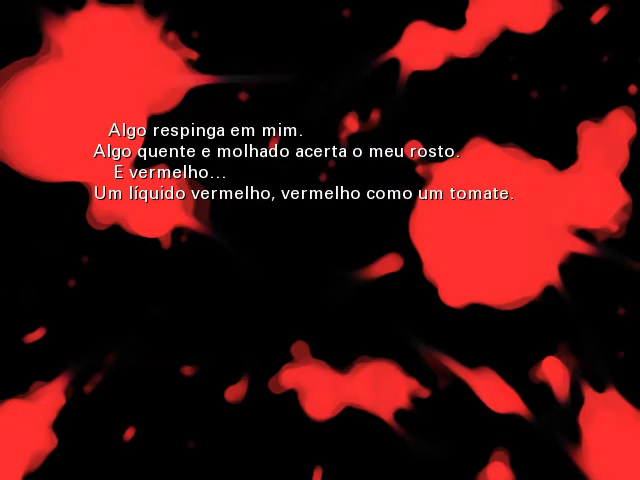 Algo respinga em mim.
Algo quente e molhado acerta o meu rosto.
E vermelho...
Um líquido vermelho, vermelho como um tomate.